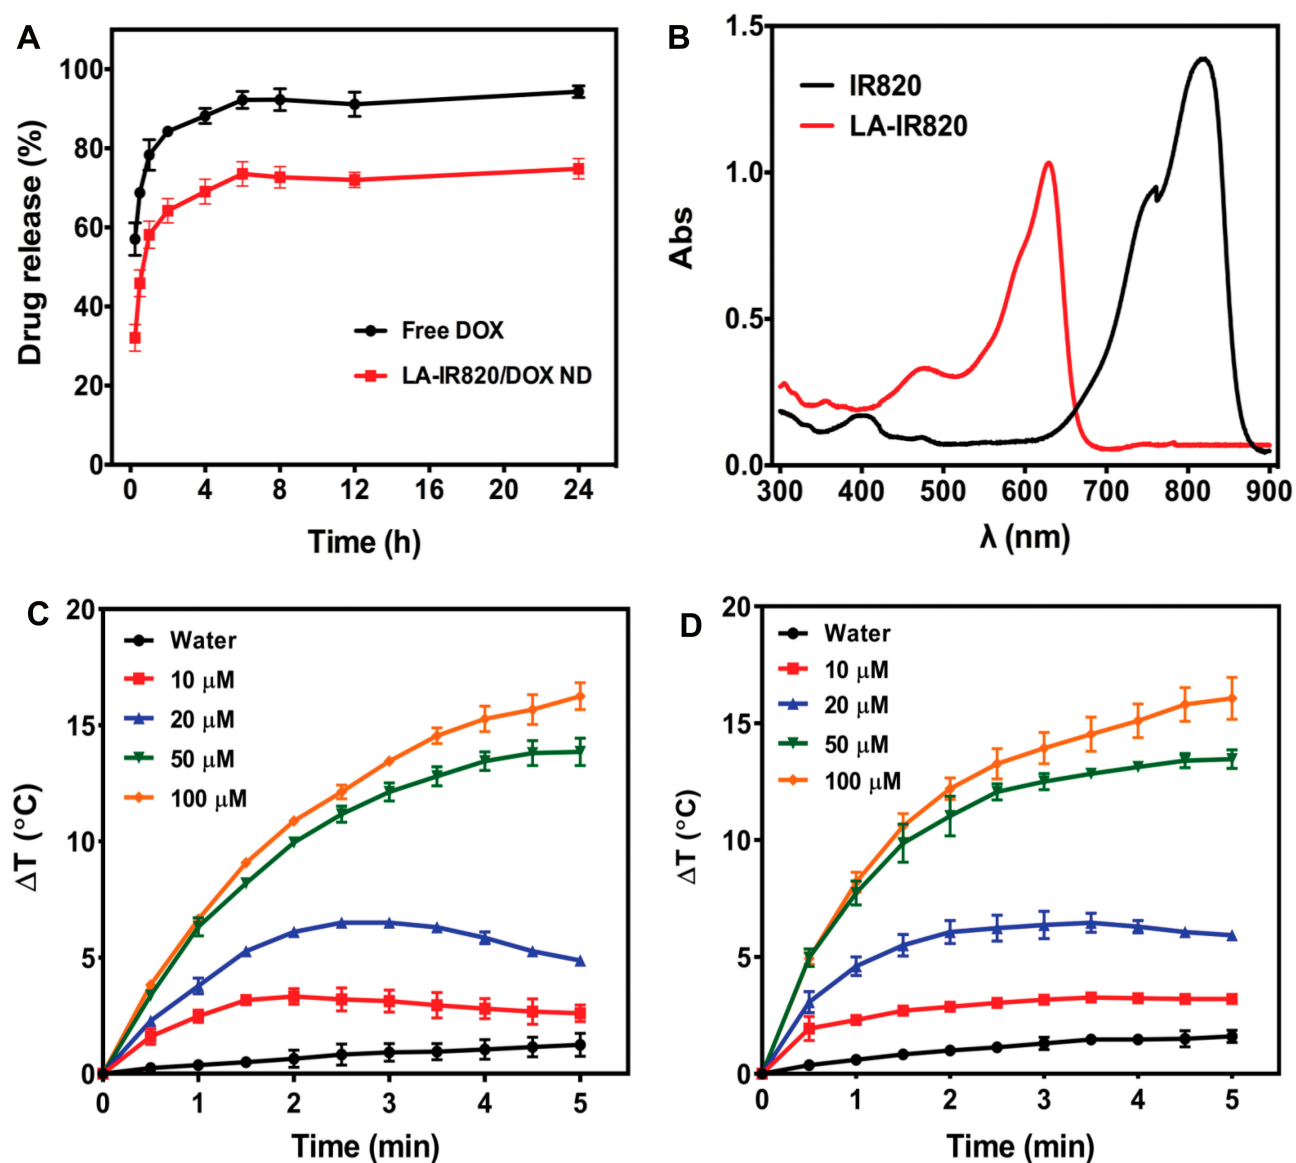 A
Drug release (%)
100
80
60
40
20
0
Free DOX
LA-IR820/DOX ND
0 4 8 12 16 20 24
Time (h)
B
Abs
1.5
1.0
0.5
0.0
IR820
LA-IR820
300 400 500 600 700 800 900
λ (nm)
C
ΔT (°C)
20
15
10
5
0
Water
10 μM
20 μM
50 μM
100 μM
0 1 2 3 4 5
Time (min)
D
ΔT (°C)
20
15
10
5
0
Water
10 μM
20 μM
50 μM
100 μM
0 1 2 3 4 5
Time (min)